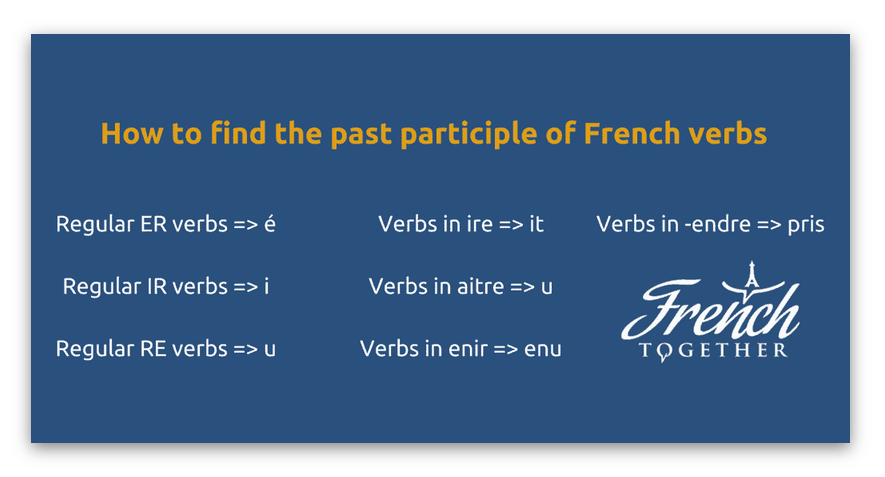 How to find the past participle of French verbs
Regular ER verbs => é
Regular IR verbs => i
Regular RE verbs => u
Verbs in ire => it
Verbs in aitre => u
Verbs in enir => enu
Verbs in -endre => pris
French
TOGETHER